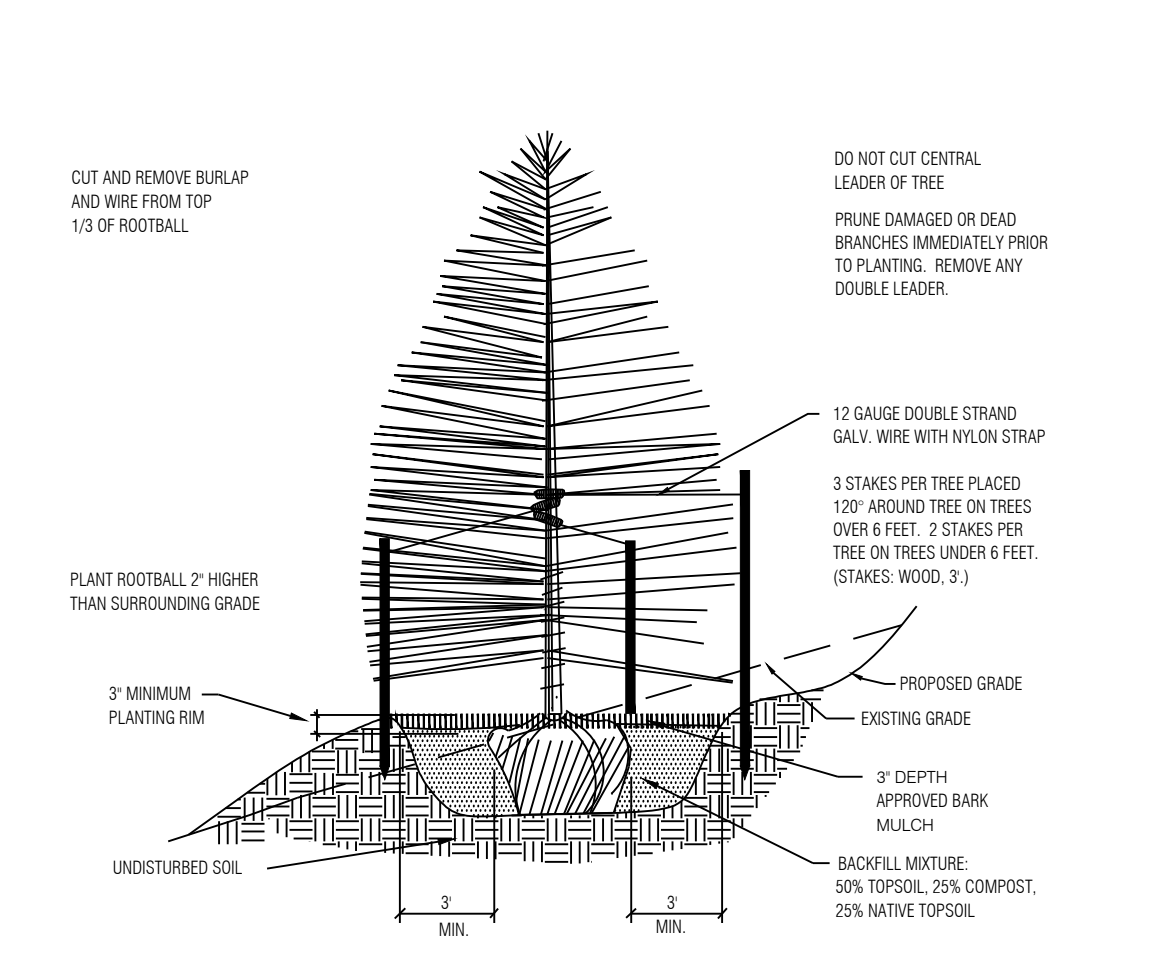 CUT AND REMOVE BURLAP
AND WIRE FROM TOP
1/3 OF ROOTBALL
DO NOT CUT CENTRAL
LEADER OF TREE
PRUNE DAMAGED OR DEAD
BRANCHES IMMEDIATELY PRIOR
TO PLANTING.  REMOVE ANY
DOUBLE LEADER.
12 GAUGE DOUBLE STRAND
GALV. WIRE WITH NYLON STRAP
3 STAKES PER TREE PLACED
120° AROUND TREE ON TREES
OVER 6 FEET.  2 STAKES PER
TREE ON TREES UNDER 6 FEET.
(STAKES: WOOD, 3'.)
PLANT ROOTBALL 2" HIGHER
THAN SURROUNDING GRADE
3" MINIMUM
PLANTING RIM
PROPOSED GRADE
EXISTING GRADE
3" DEPTH
APPROVED BARK
MULCH
UNDISTURBED SOIL
BACKFILL MIXTURE:
50% TOPSOIL, 25% COMPOST,
25% NATIVE TOPSOIL
3'
MIN.
3'
MIN.